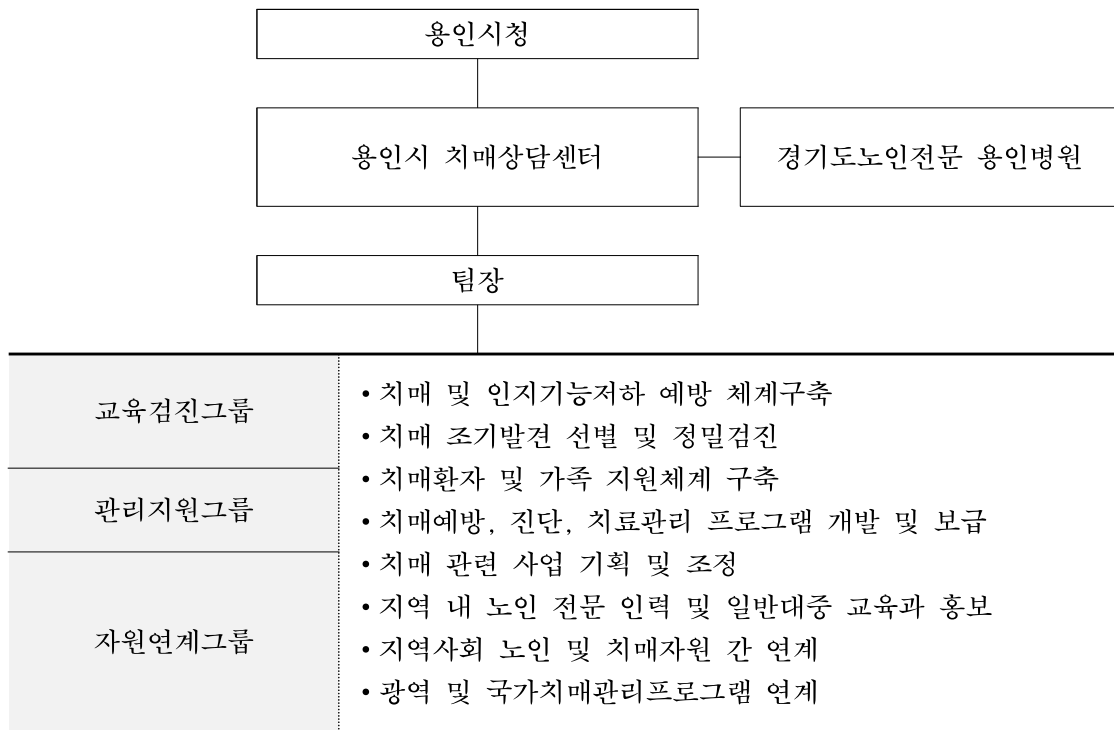 용인시청
용인시 치매상담센터
경기도노인전문 용인병원
팀장
교육검진그룹
관리지원그릅
자원연계그룹
• 치매 및 인지기능저하 예방 체계구축
• 치매 조기발견 선별 및 정밀검진
• 치매환자 및 가족 지원체계 구축
• 치매예방, 진단, 치료관리 프로그램 개발 및 보급
• 치매 관련 사업 기획 및 조정
• 지역 내 노인 전문 인력 및 일반대중 교육과 홍보
• 지역사회 노인 및 치매자원 간 연계
• 광역 및 국가치매관리프로그램 연계